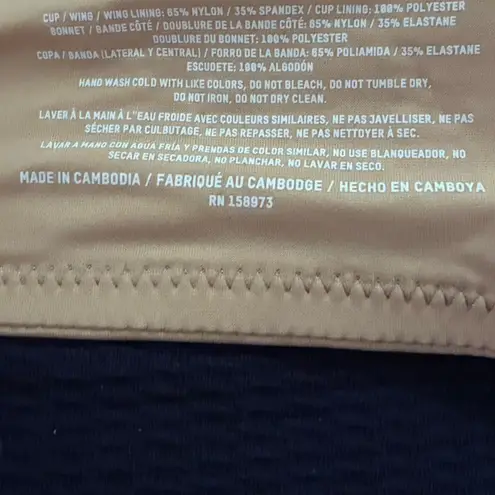 CUP / WING / WING LINING: 65% NYLON / 35% SPANDEX / CUP LINING: 100% POLYESTER
BONNET / BANDE CÔTÉ / DOUBLURE DE LA BANDE CÔTÉ: 65% NYLON / 35% ELASTANE
DOUBLURE DU BONNET: 100% POLYESTER
COPA / BANDA (LATERAL Y CENTRAL) / FORRO DE LA BANDA: 65% POLIAMIDA / 35% ELASTANE
ESCUDETE: 100% ALGODÓN
HAND WASH COLD WITH LIKE COLORS, DO NOT BLEACH, DO NOT TUMBLE DRY,
DO NOT IRON, DO NOT DRY CLEAN.
LAVER À LA MAIN À L"EAU FROIDE AVEC COULEURS SIMILAIRES, NE PAS JAVELLISER, NE PAS
SÉCHER PAR CULBUTAGE, NE PAS REPASSER, NE PAS NETTOYER À SEC.
LAVAR A MANO CON AGUA FRÍA Y PRENDAS DE COLOR SIMILAR, NO USE BLANQUEADOR, NO
SECAR EN SECADORA, NO PLANCHAR, NO LAVAR EN SECO.
MADE IN CAMBODIA / FABRIQUÉ AU CAMBODGE / HECHO EN CAMBOYA
RN 158973